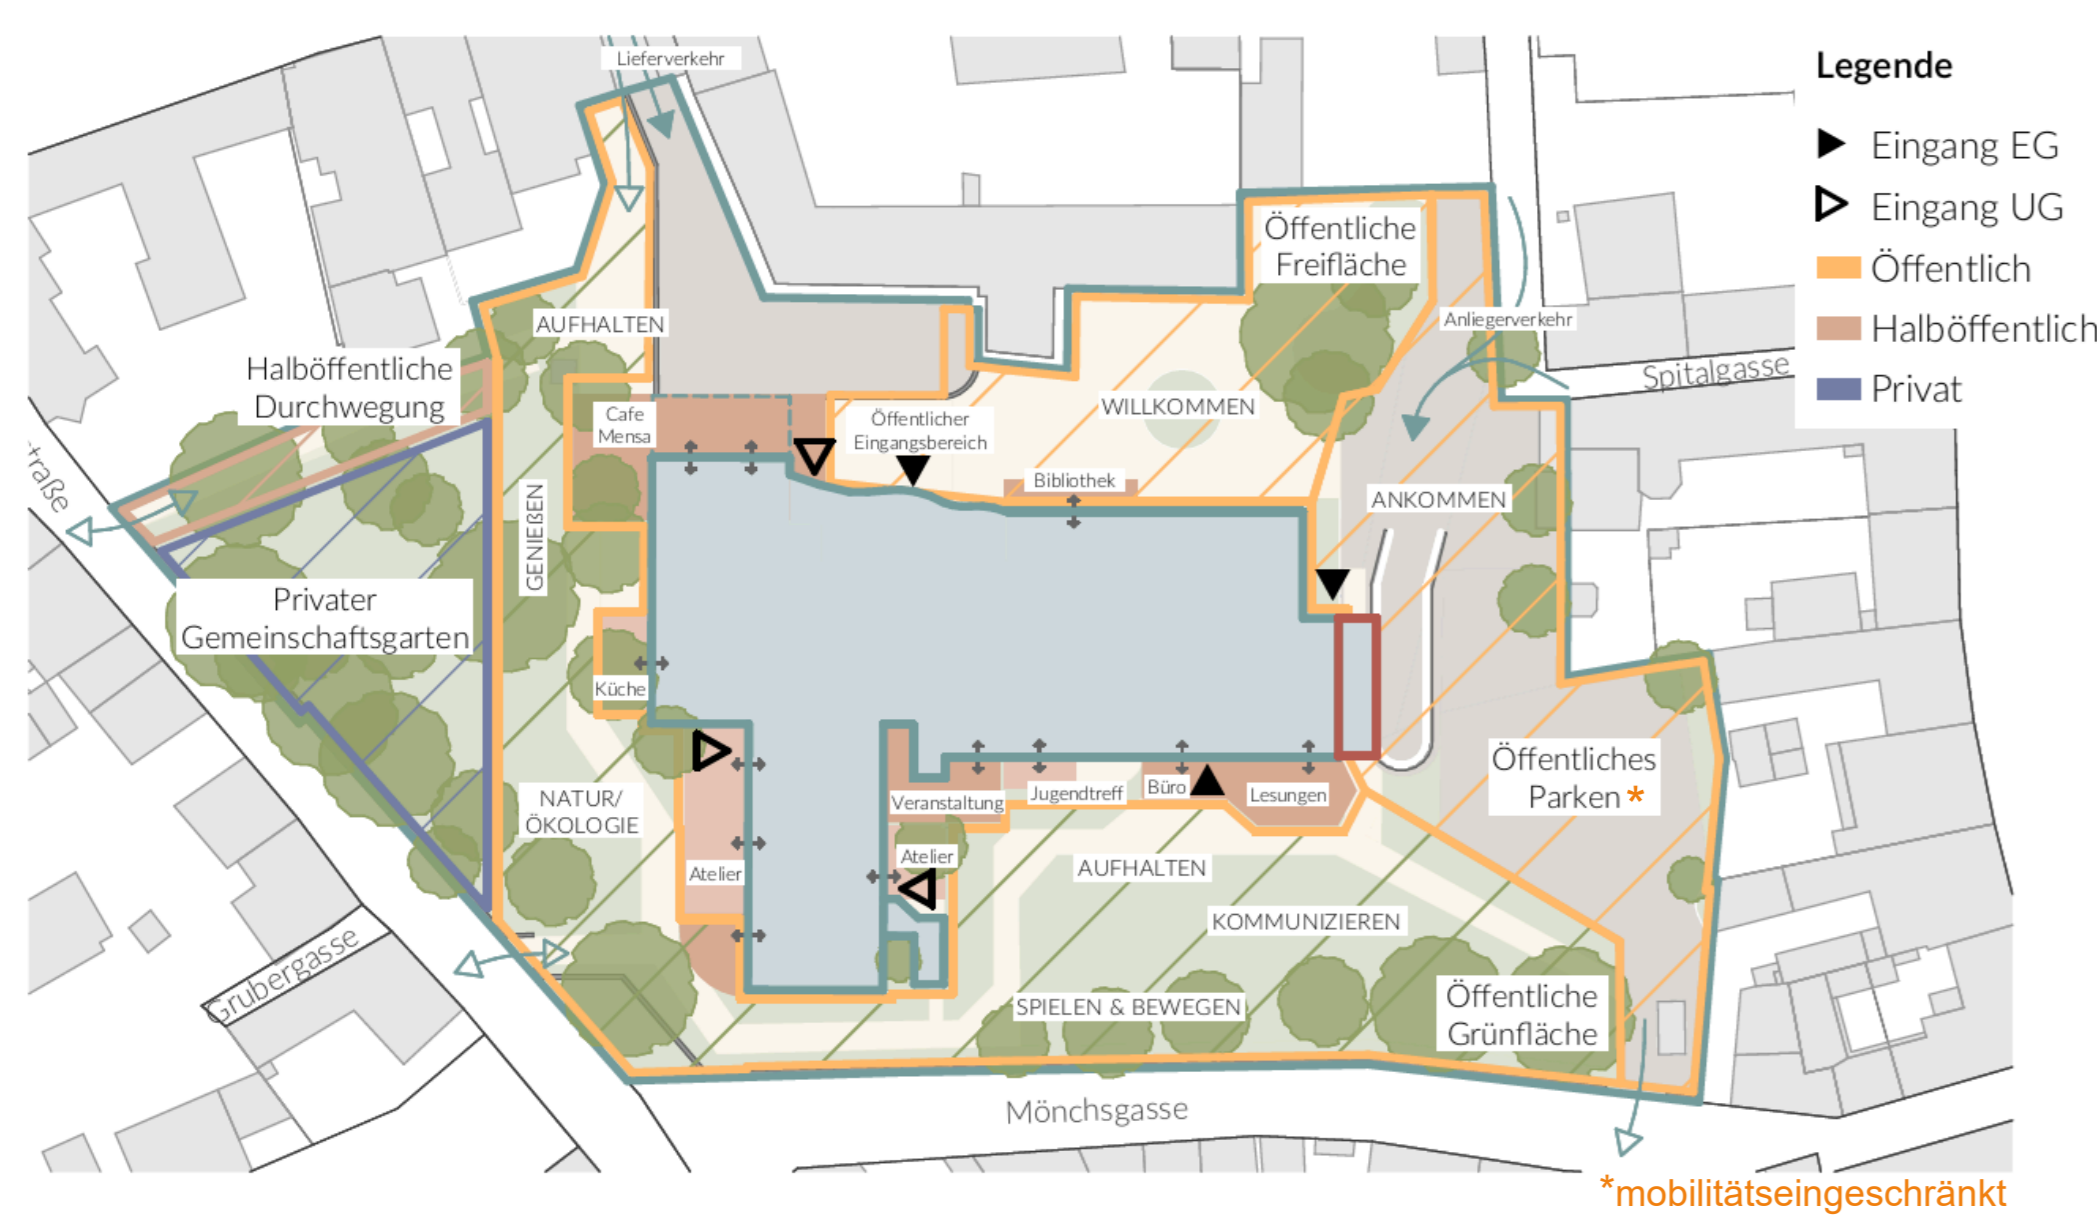 Lieferverkehr
Legende
Eingang EG
Eingang UG
Öffentlich
Halböffentlich
Privat
Öffentliche
Freifläche
AUFHALTEN
Anliegerverkehr
Spitalgasse
Halböffentliche
Durchwegung
Cafe
Mensa
Öffentlicher
Eingangsbereich
WILLKOMMEN
Bibliothek
ANKOMMEN
traße
GENIEẞEN
Privater
Gemeinschaftsgarten
Küche
NATUR/
ÖKOLOGIE
Atelier
Veranstaltung
Jugendtreff
Büro
Lesungen
Öffentliches
Parken *
Atelier
AUFHALTEN
KOMMUNIZIEREN
SPIELEN & BEWEGEN
Öffentliche
Grünfläche
Grubergasse
Mönchsgasse
*mobilitätseingeschränkt